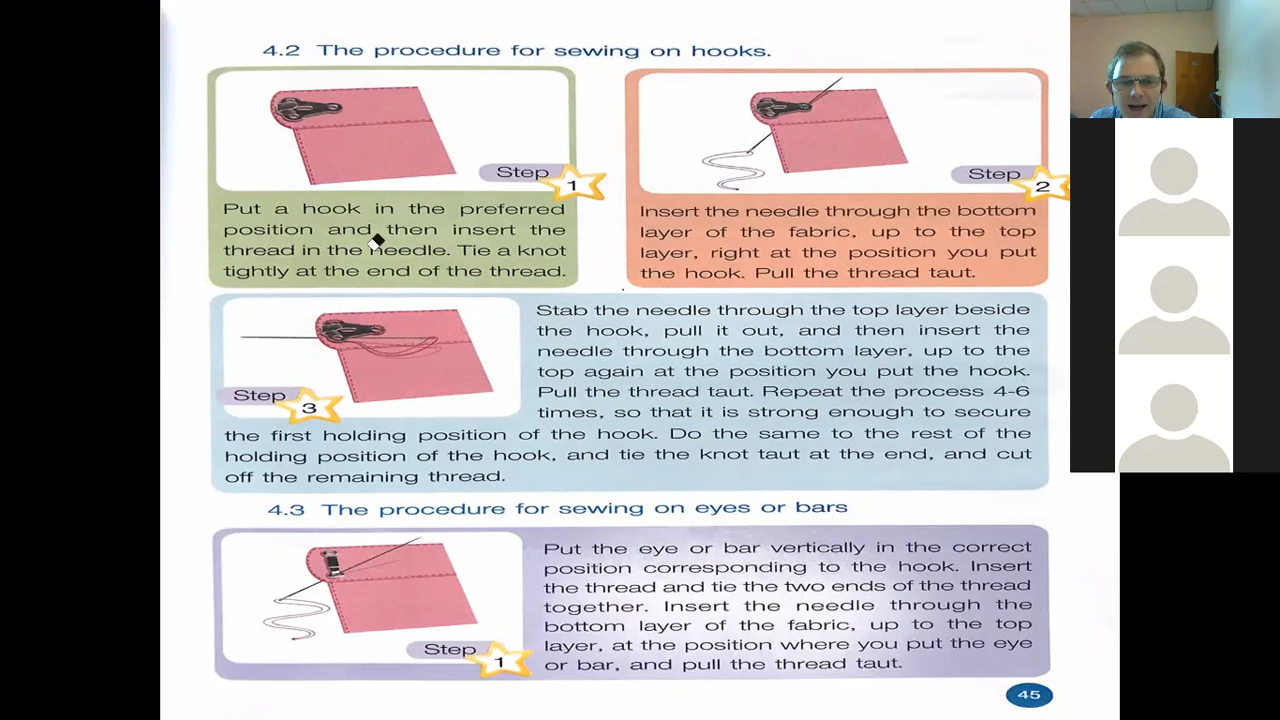 4.2 The procedure for sewing on hooks.
Step 1
Put a hook in the preferred
position and then insert the
thread in the needle. Tie a knot
tightly at the end of the thread.
Step 2
Insert the needle through the bottom
layer of the fabric, up to the top
layer, right at the position you put
the hook. Pull the thread taut.
Step 3
Stab the needle through the top layer beside
the hook, pull it out, and then insert the
needle through the bottom layer, up to the
top again at the position you put the hook.
Pull the thread taut. Repeat the process 4-6
times, so that it is strong enough to secure
the first holding position of the hook. Do the same to the rest of the
holding position of the hook, and tie the knot taut at the end, and cut
off the remaining thread.
4.3 The procedure for sewing on eyes or bars
Step 1
Put the eye or bar vertically in the correct
position corresponding to the hook. Insert
the thread and tie the two ends of the thread
together. Insert the needle through the
bottom layer of the fabric, up to the top
layer, at the position where you put the eye
or bar, and pull the thread taut.
45